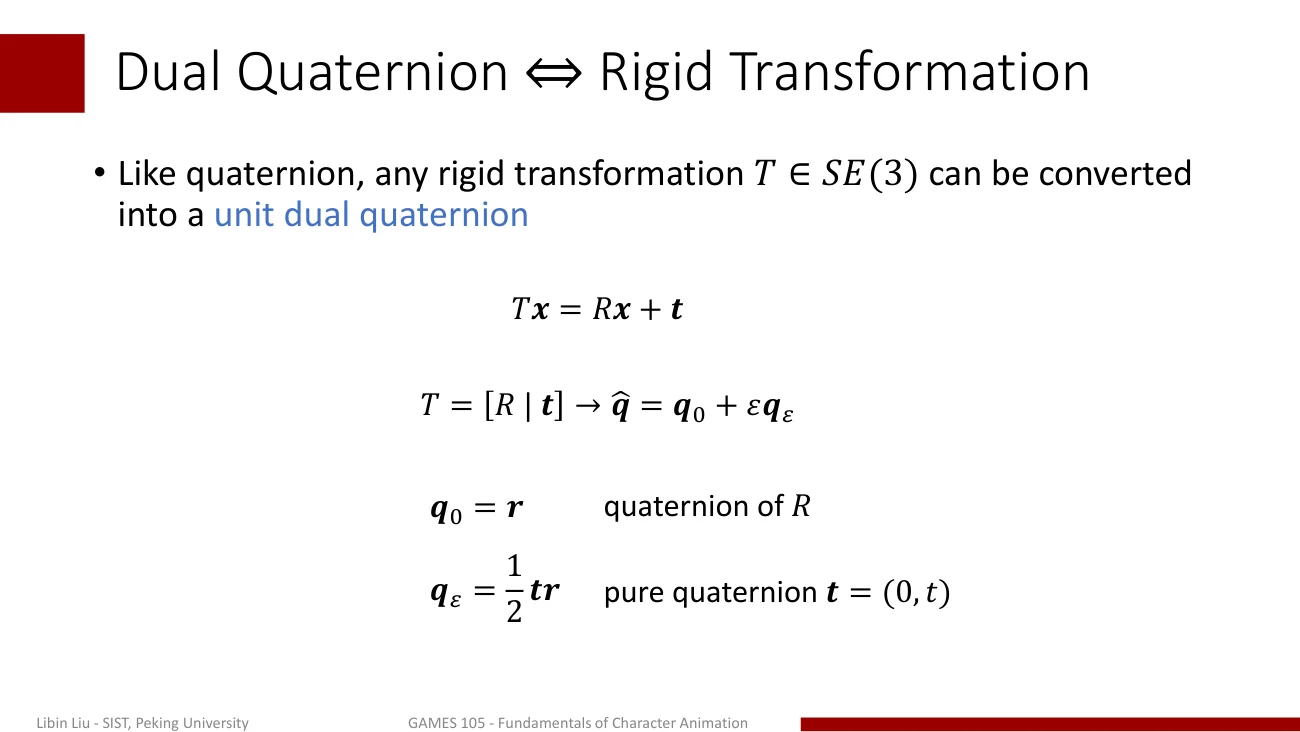 Dual Quaternion ⇔ Rigid Transformation
• Like quaternion, any rigid transformation 𝑇 ∈ 𝑆𝐸(3) can be converted
into a unit dual quaternion
𝑇𝒙 = 𝑅𝒙 + 𝒕
𝑇 = [𝑅 | 𝒕] → 𝒒̂ = 𝒒₀ + 𝜀𝒒_𝜀
𝒒₀ = 𝒓 quaternion of 𝑅
𝒒_𝜀 = 1/2 𝒕𝒓 pure quaternion 𝒕 = (0, 𝑡)
Libin Liu - SIST, Peking University GAMES 105 - Fundamentals of Character Animation